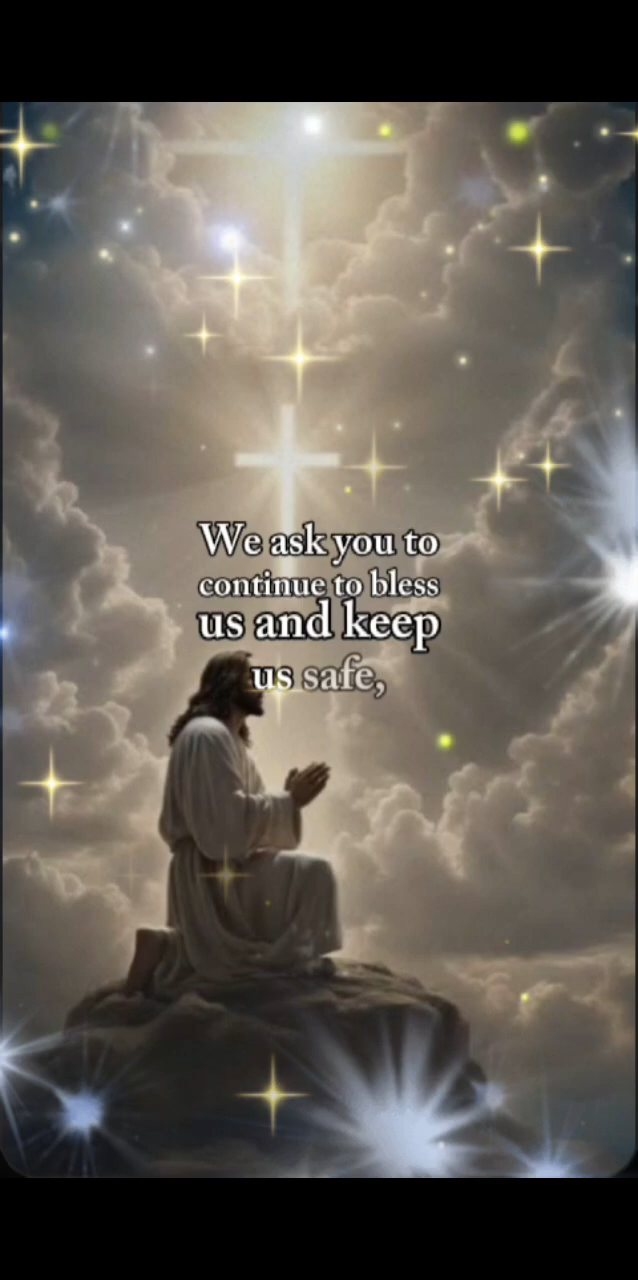 We ask you to
continue to bless
us and keep
us safe,